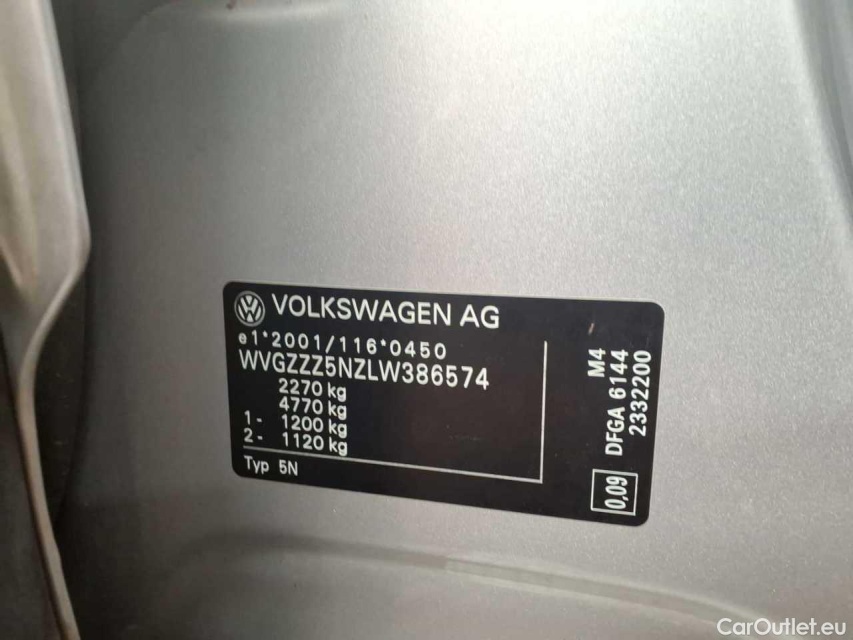 VOLKSWAGEN AG
e1*2001/116*0450
WVGZZZ5NZLW386574
2270 kg
4770 kg
1- 1200 kg
2- 1120 kg
Typ 5N
M4
DFGA 6144
2332200
0,09
CarOutlet.eu